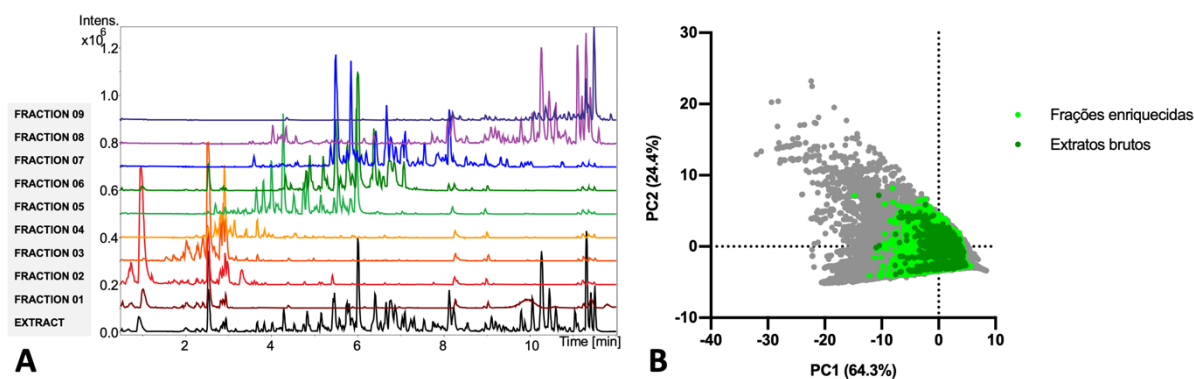 Intens.
x10⁶
1.2
1.0
0.8
0.6
0.4
0.2
0.0
FRACTION 09
FRACTION 08
FRACTION 07
FRACTION 06
FRACTION 05
FRACTION 04
FRACTION 03
FRACTION 02
FRACTION 01
EXTRACT
2 4 6 8 10 Time [min]
A
PC2 (24.4%)
30
20
10
0
-10
-40 -30 -20 -10 0 10
PC1 (64.3%)
Frações enriquecidas
Extratos brutos
B